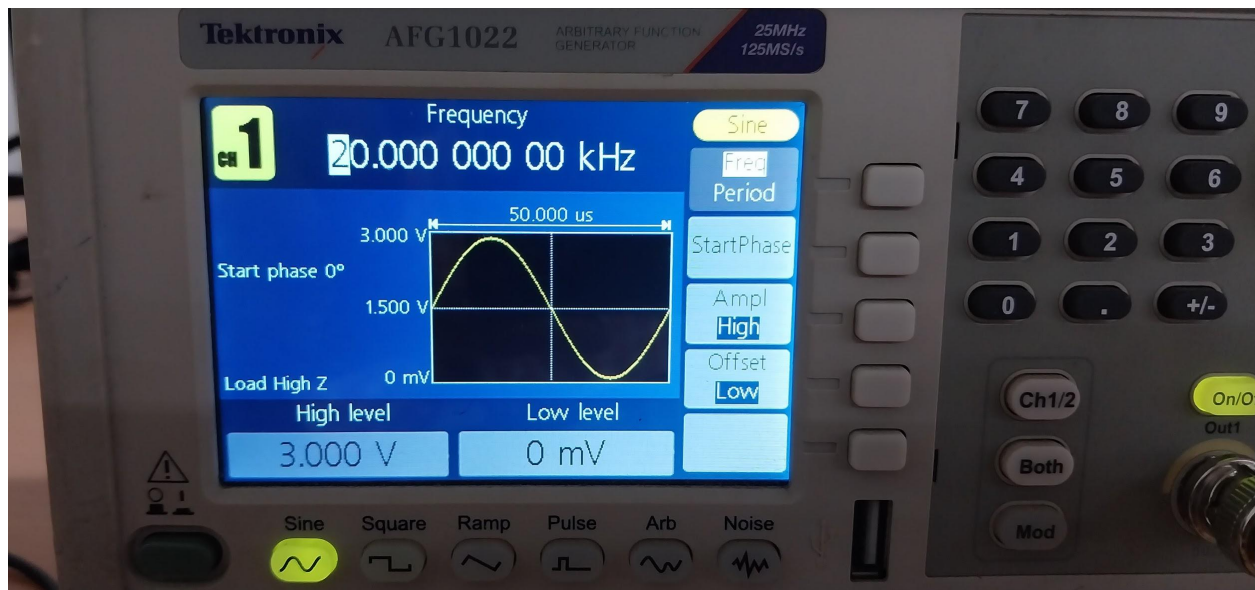 Tektronix AFG1022 ARBITRARY FUNCTION GENERATOR 25MHz 125MS/s
CH 1
Frequency
20.000 000 00 kHz
Sine
Freq
Period
StartPhase
Ampl
High
Offset
Low
50.000 us
3.000 V
Start phase 0°
1.500 V
Load High Z
0 mV
High level Low level
3.000 V 0 mV
Sine Square Ramp Pulse Arb Noise
7 8 9
4 5 6
1 2 3
0 . +/-
Ch1/2
On/O
Out1
Both
Mod